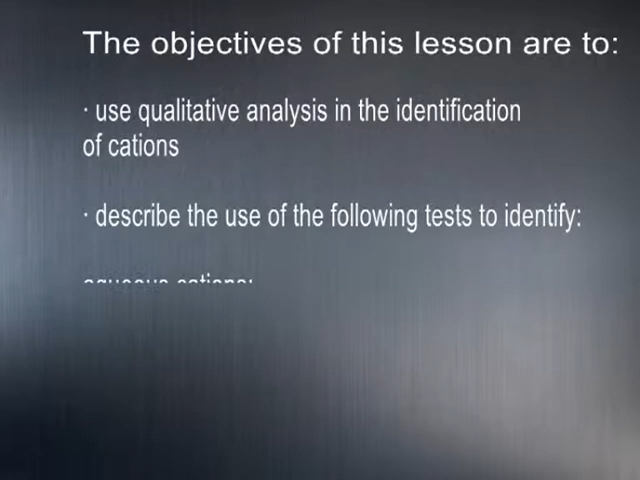 The objectives of this lesson are to:
· use qualitative analysis in the identification
of cations
· describe the use of the following tests to identify:
aqueous cations: